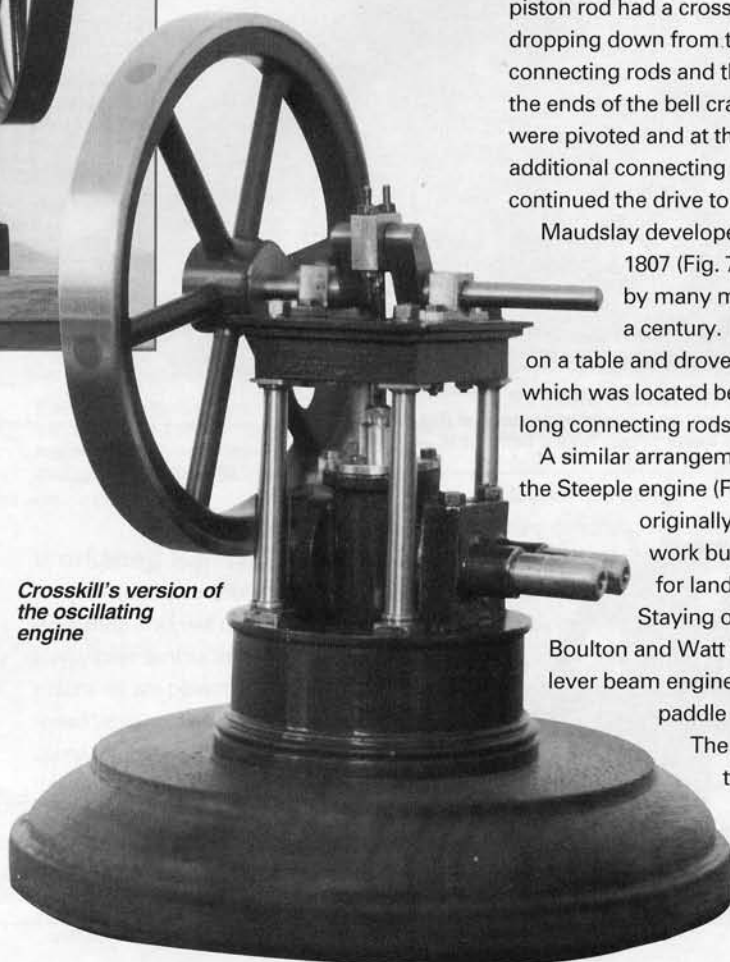 piston rod had a cross
dropping down from t
connecting rods and th
the ends of the bell cra
were pivoted and at th
additional connecting
continued the drive to
Maudslay develope
1807 (Fig. 7
by many m
a century.
on a table and drove
which was located be
long connecting rods
A similar arrangem
the Steeple engine (F
originally
work bu
for land
Staying o
Boulton and Watt
lever beam engine
paddle
The
t
Crosskill's version of
the oscillating
engine